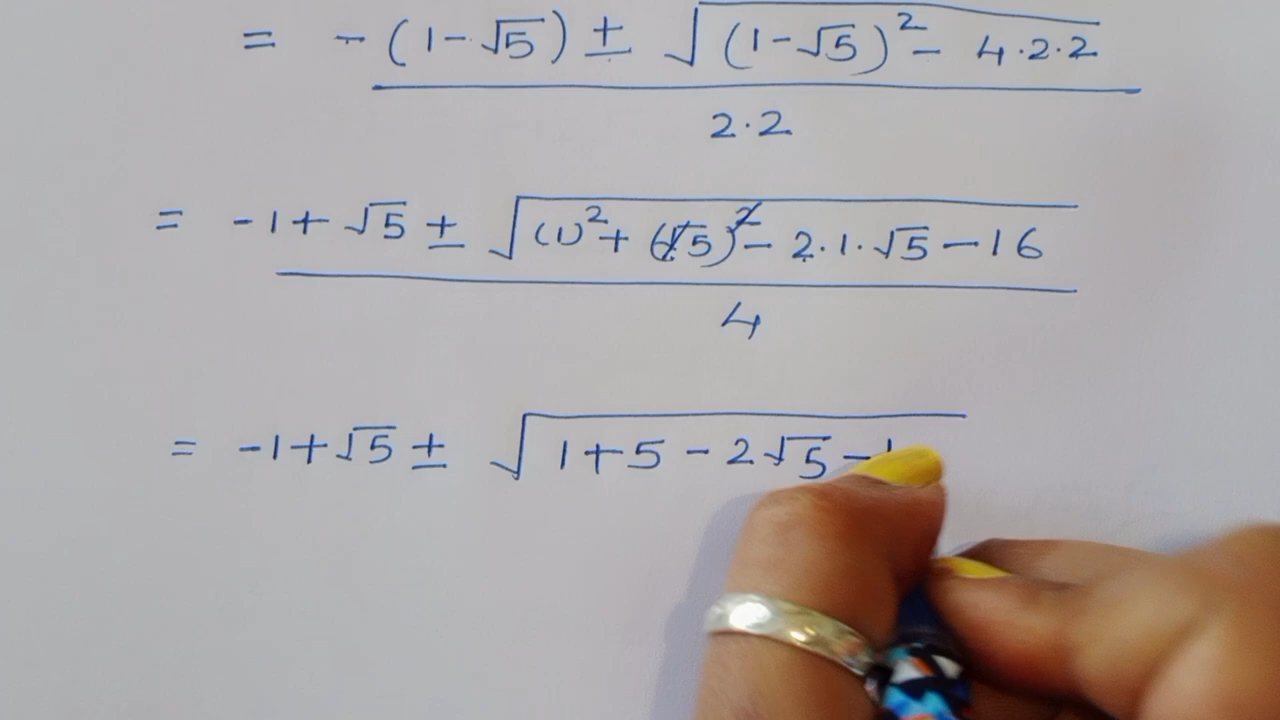 = -(1-√5) ± √(1-√5)² - 4·2·2
2·2
= -1+√5 ± √(1)² + (√5)² - 2·1·√5 - 16
4
= -1+√5 ± √1+5-2√5-1